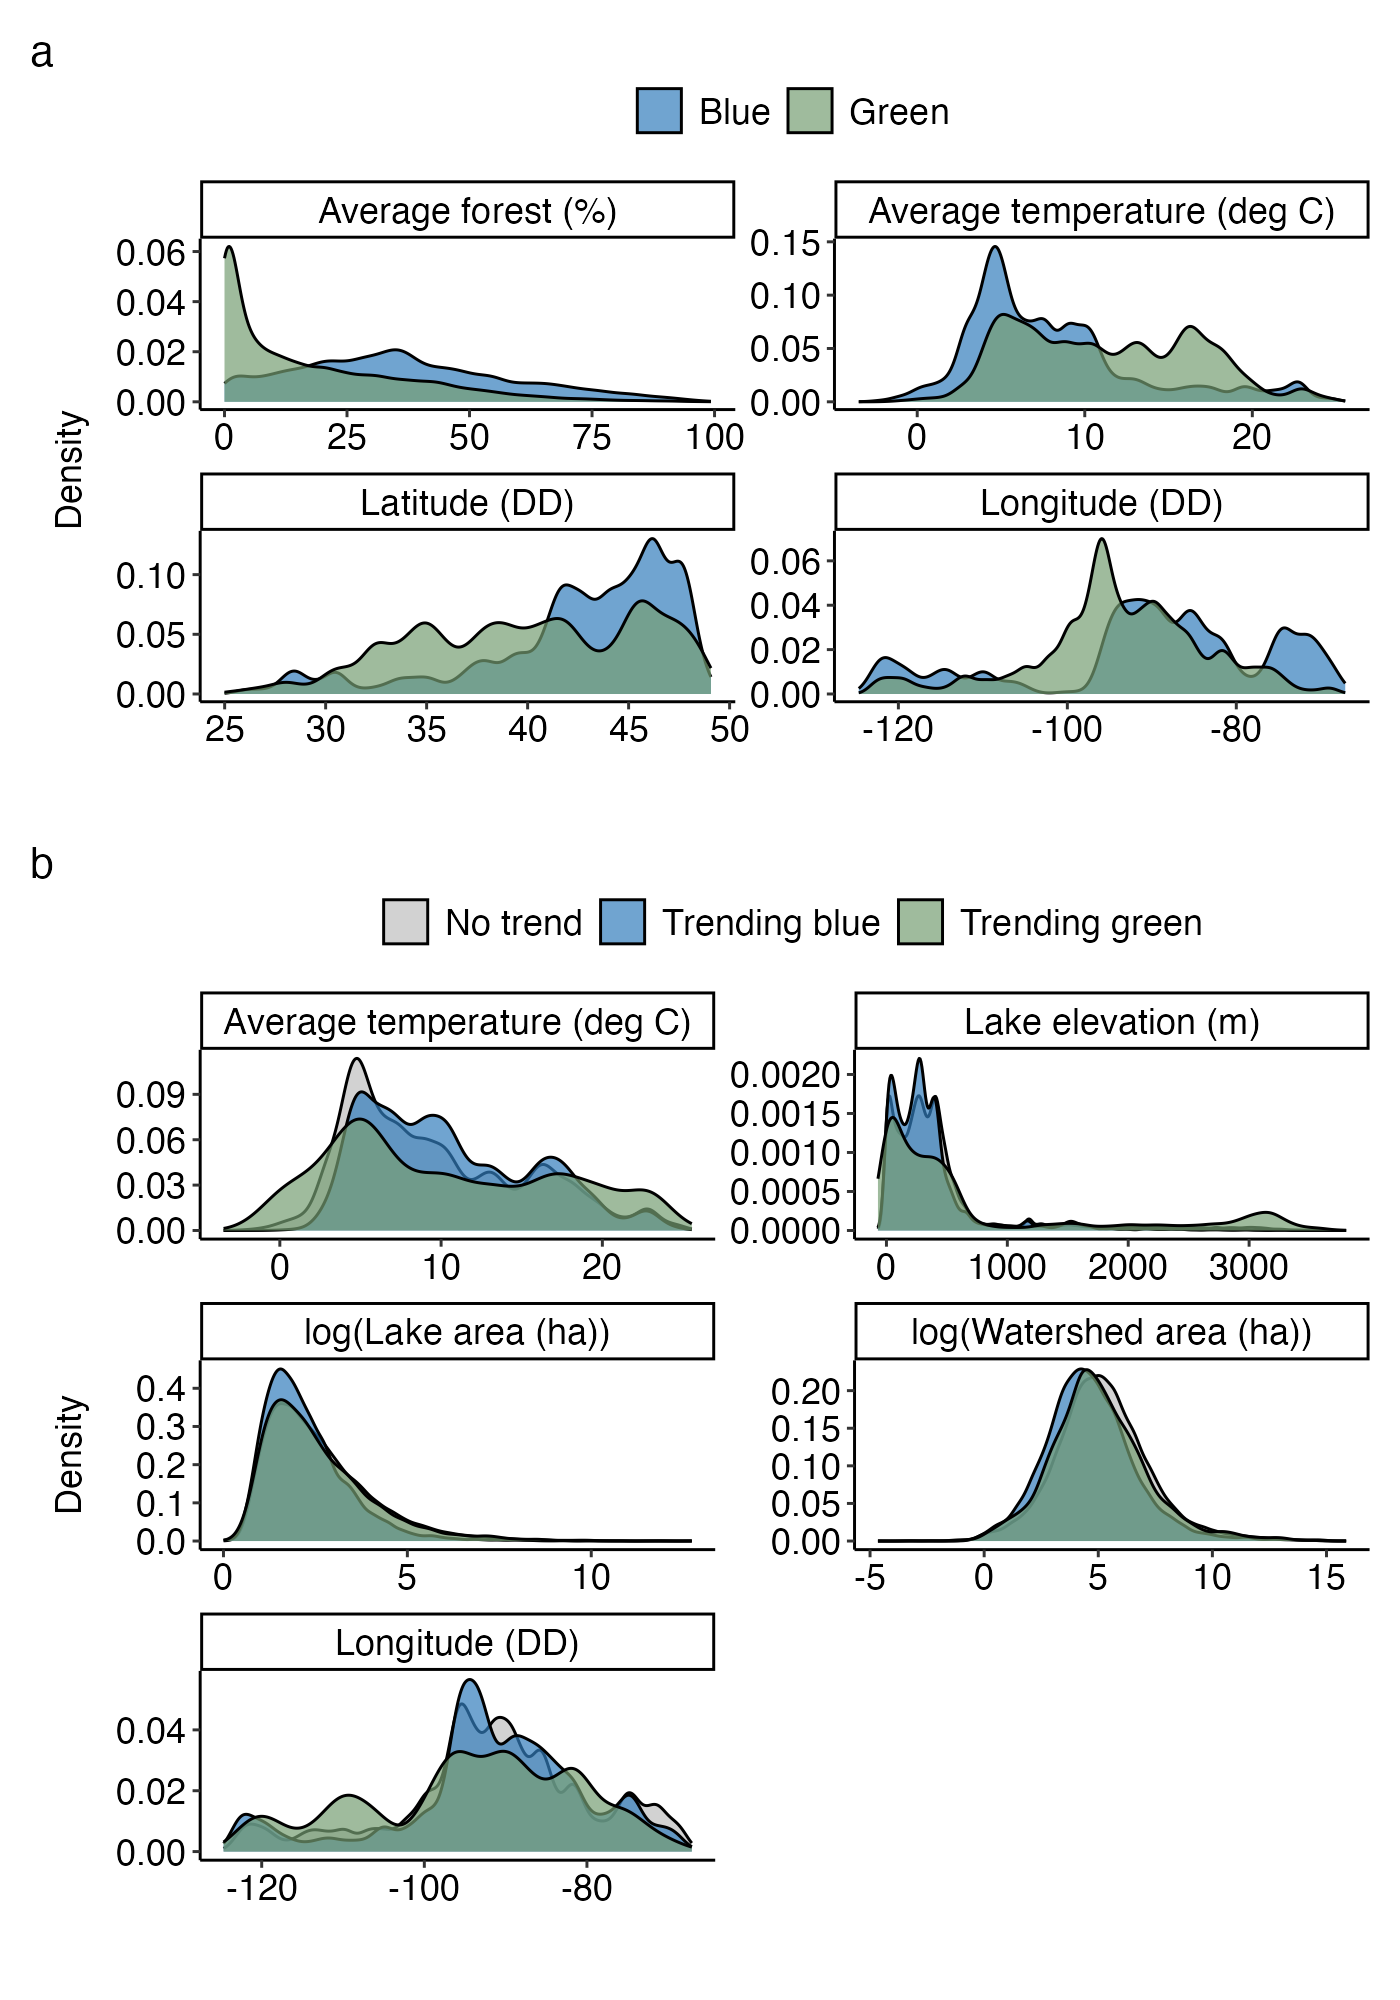 a
Blue Green
Average forest (%) Average temperature (deg C)
0.06 0.04 0.02 0.00
0.15 0.10 0.05 0.00
0 25 50 75 100
0 10 20
Density
Latitude (DD) Longitude (DD)
0.10 0.05 0.00
0.06 0.04 0.02 0.00
25 30 35 40 45 50
-120 -100 -80
b
No trend Trending blue Trending green
Average temperature (deg C) Lake elevation (m)
0.09 0.06 0.03 0.00
0.0020 0.0015 0.0010 0.0005 0.0000
0 10 20
0 1000 2000 3000
log(Lake area (ha)) log(Watershed area (ha))
Density
0.4 0.3 0.2 0.1 0.0
0.20 0.15 0.10 0.05 0.00
0 5 10
-5 0 5 10 15
Longitude (DD)
0.04 0.02 0.00
-120 -100 -80